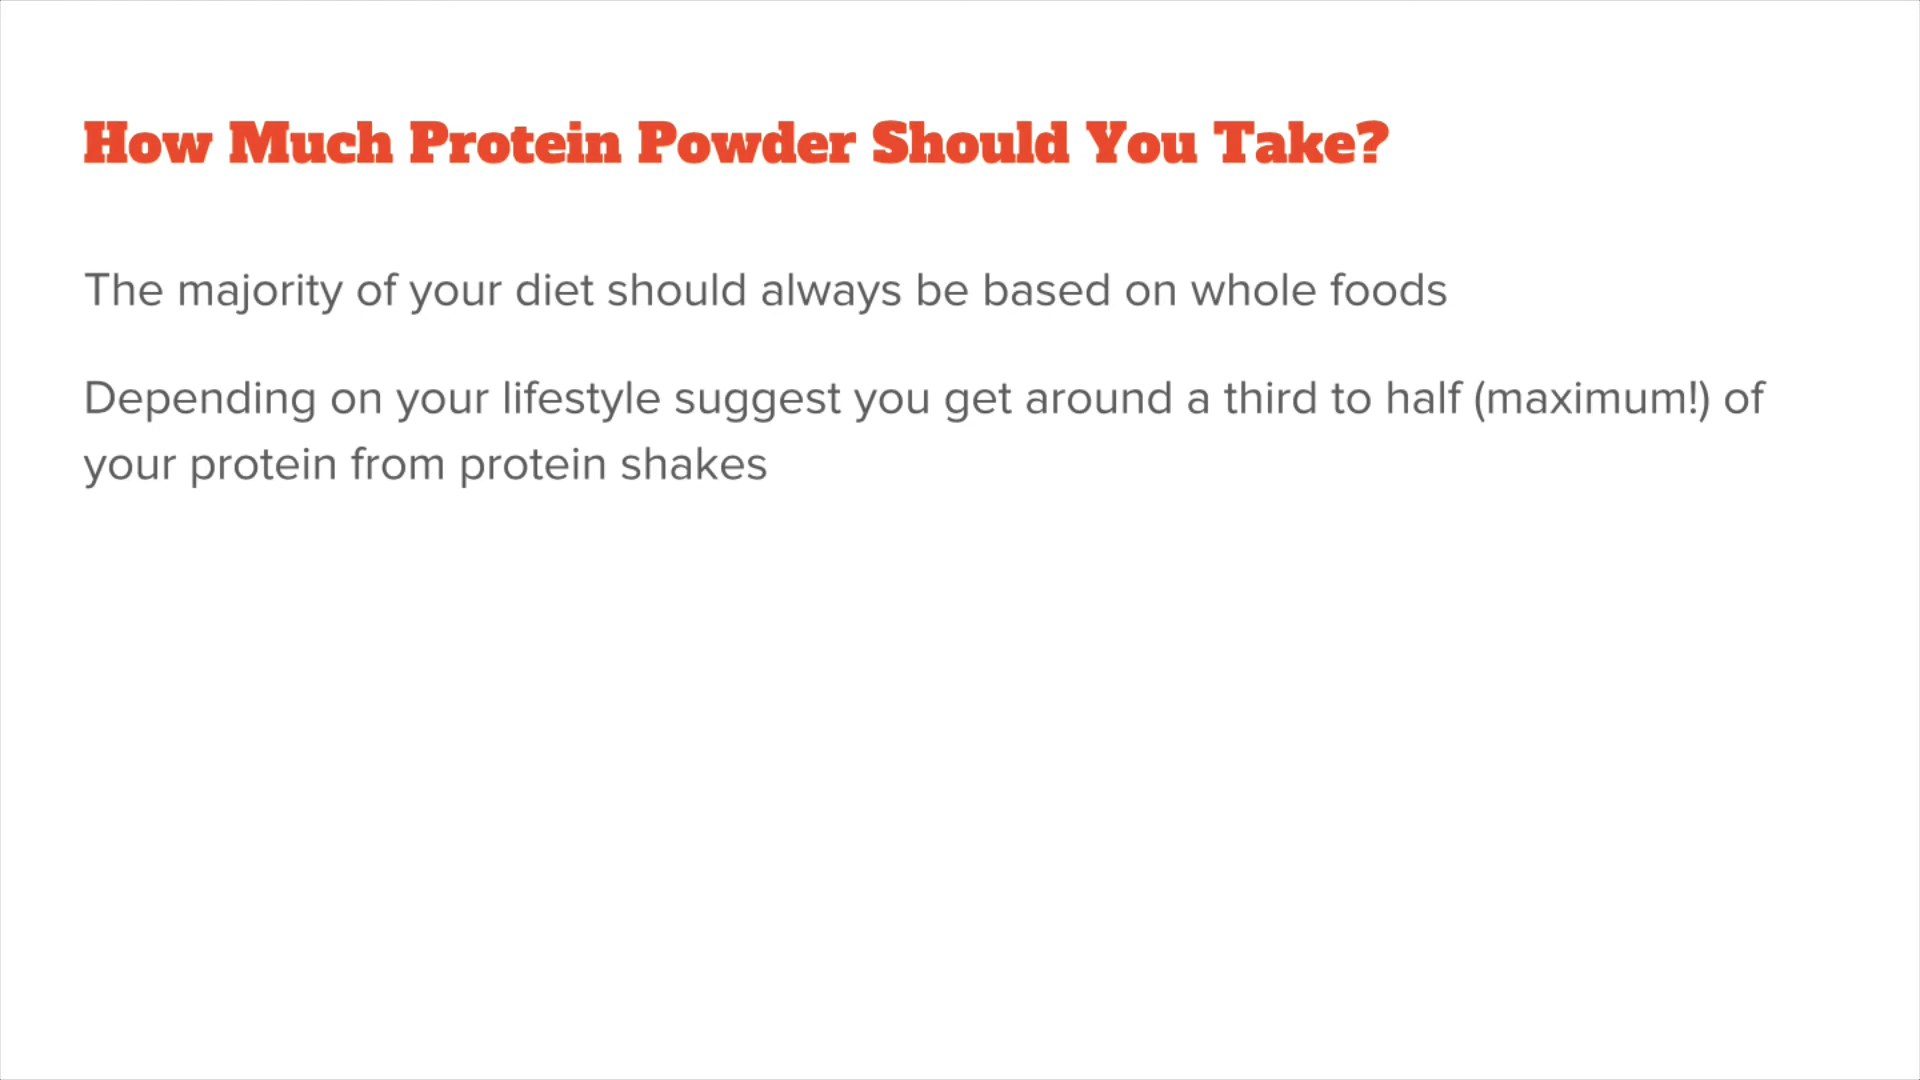 How Much Protein Powder Should You Take?
The majority of your diet should always be based on whole foods
Depending on your lifestyle suggest you get around a third to half (maximum!) of
your protein from protein shakes